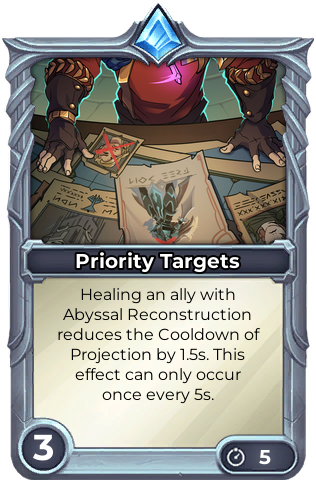 Priority Targets
Healing an ally with
Abyssal Reconstruction
reduces the Cooldown of
Projection by 1.5s. This
effect can only occur
once every 5s.
3
5